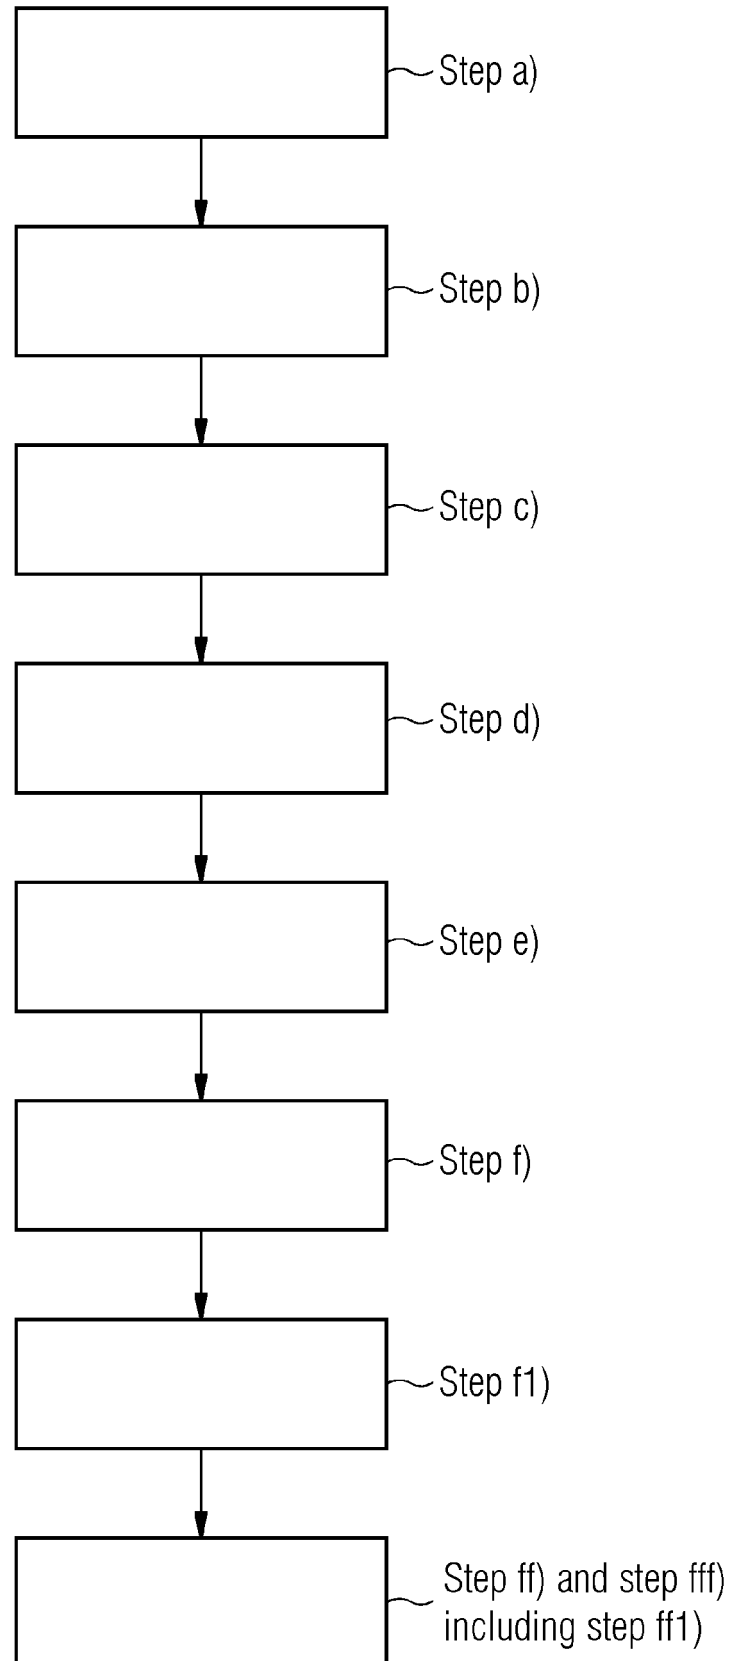 Step a)
Step b)
Step c)
Step d)
Step e)
Step f)
Step f1)
Step ff) and step fff)
including step ff1)